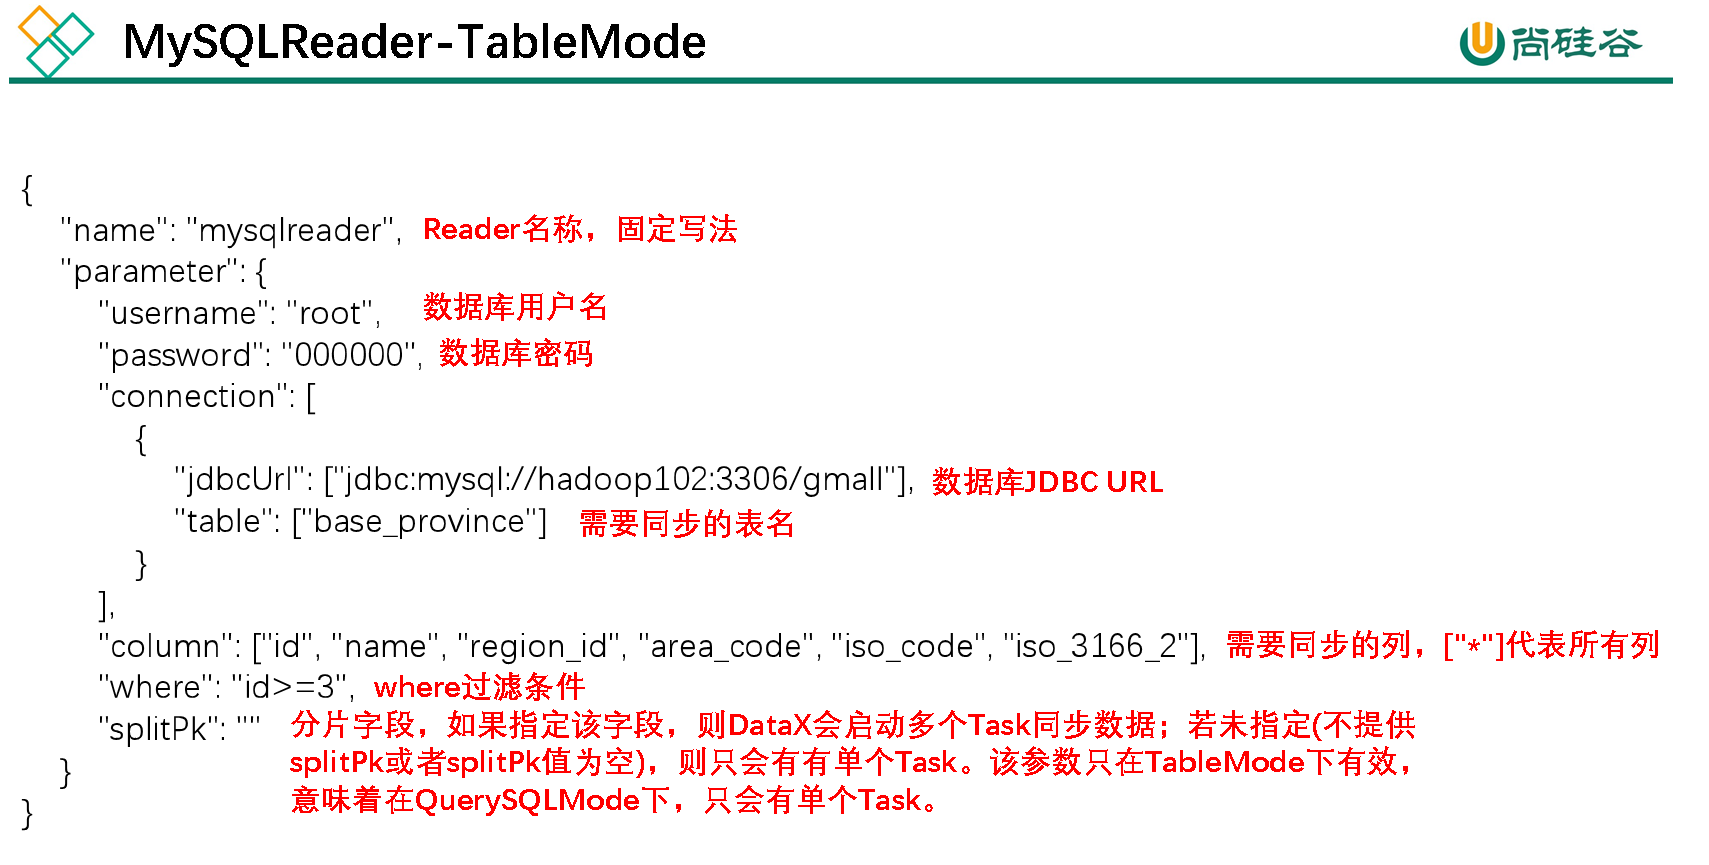 MySQLReader-TableMode
尚硅谷
{
"name": "mysqlreader", Reader名称，固定写法
"parameter": {
"username": "root", 数据库用户名
"password": "000000", 数据库密码
"connection": [
{
"jdbcUrl": ["jdbc:mysql://hadoop102:3306/gmall"], 数据库JDBC URL
"table": ["base_province"] 需要同步的表名
}
],
"column": ["id", "name", "region_id", "area_code", "iso_code", "iso_3166_2"], 需要同步的列，["*"]代表所有列
"where": "id>=3", where过滤条件
"splitPk": "" 分片字段，如果指定该字段，则DataX会启动多个Task同步数据；若未指定(不提供
splitPk或者splitPk值为空)，则只会有有单个Task。该参数只在TableMode下有效，
}
意味着在QuerySQLMode下，只会有单个Task。
}